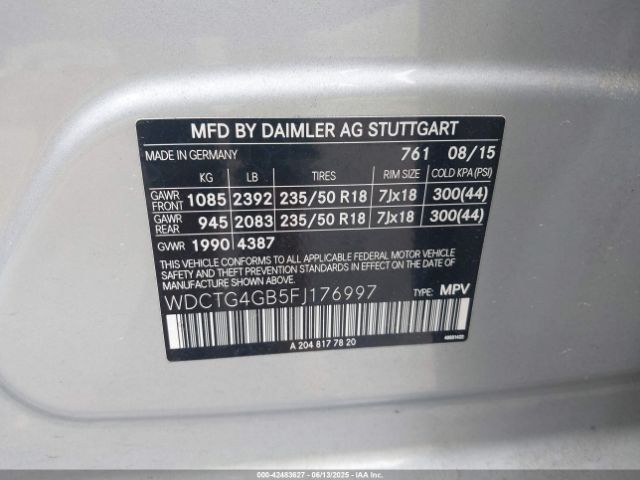 MFD BY DAIMLER AG STUTTGART
MADE IN GERMANY 761 08/15
KG LB TIRES RIM SIZE COLD KPA(PSI)
GAWR FRONT 1085 2392 235/50 R18 7Jx18 300(44)
GAWR REAR 945 2083 235/50 R18 7Jx18 300(44)
GVWR 1990 4387
THIS VEHICLE CONFORMS TO ALL APPLICABLE FEDERAL MOTOR VEHICLE
SAFETY, BUMPER, AND THEFT PREVENTION STANDARDS IN EFFECT ON THE DATE
OF MANUFACTURE SHOWN ABOVE.
WDCTG4GB5FJ176997 TYPE: MPV
A 204 817 78 20
000-42483627 - 06/13/2025 - IAAI.COM